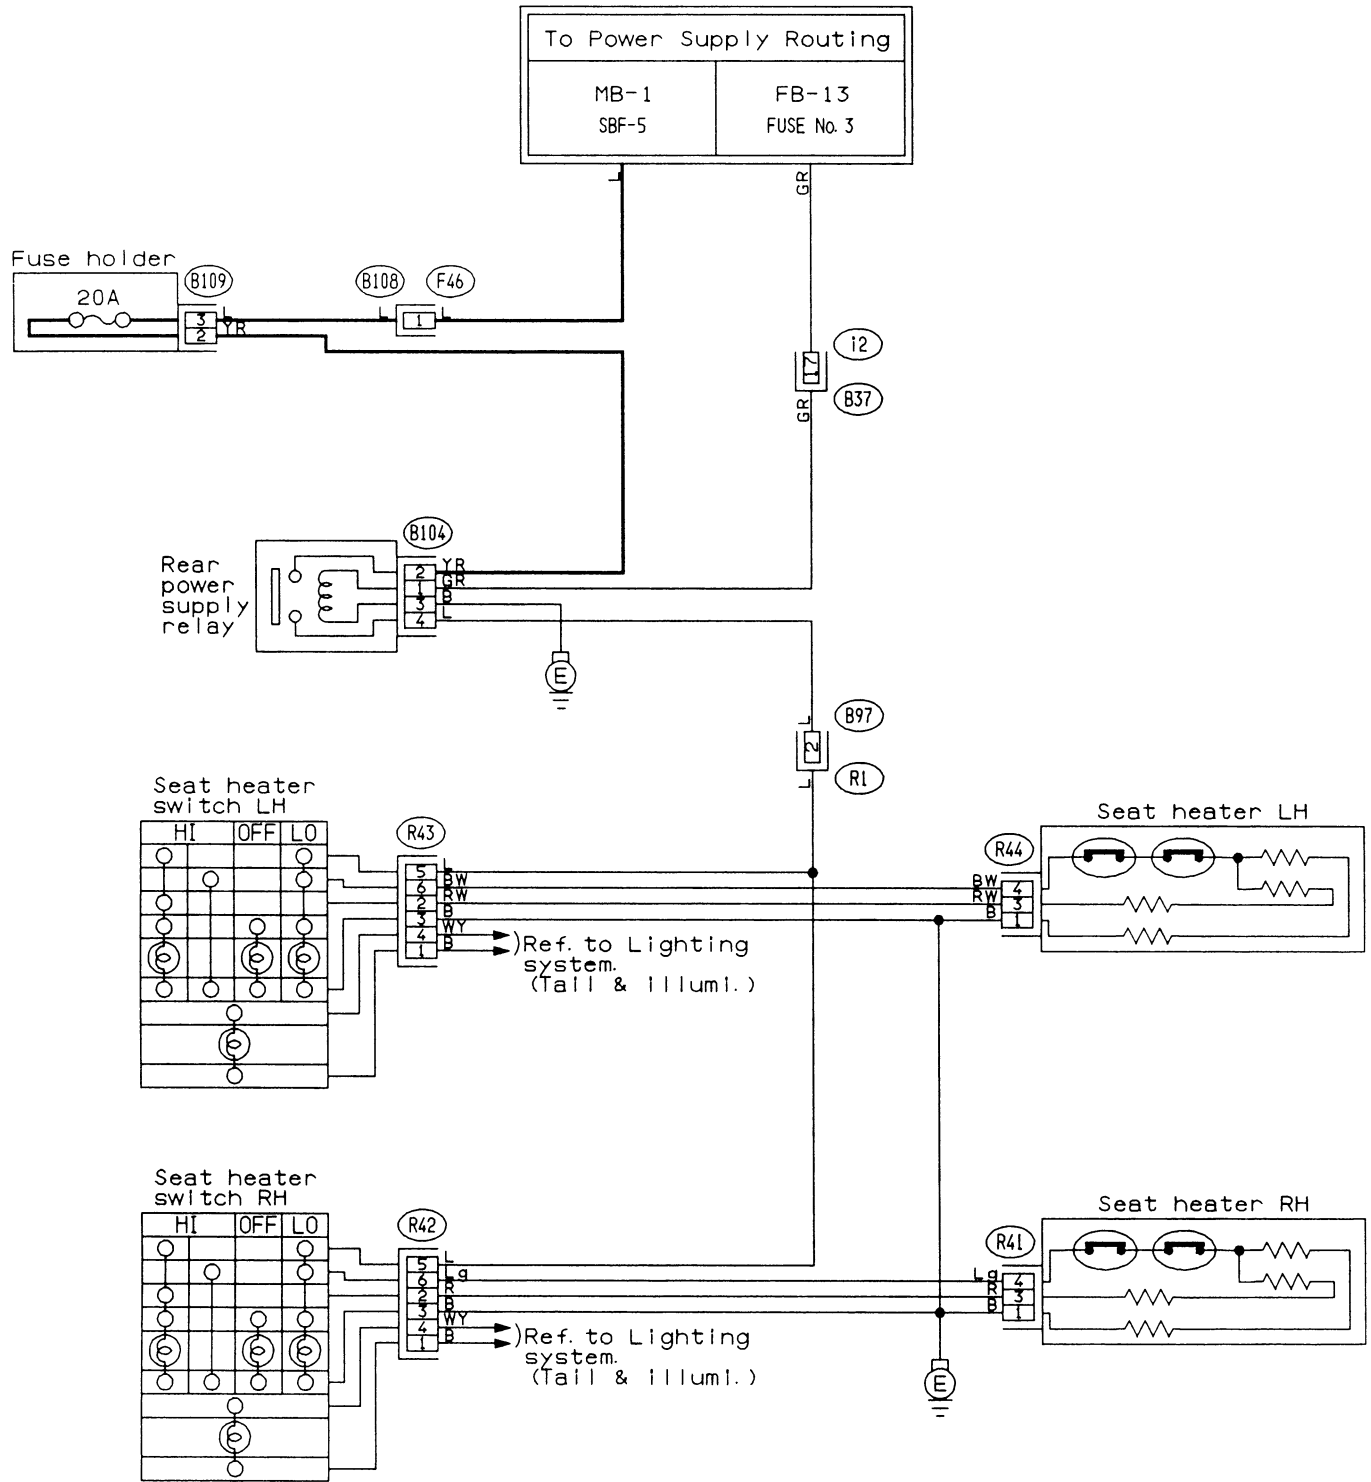 To Power Supply Routing
MB-1
SBF-5
FB-13
FUSE No. 3
L
GR
Fuse holder
20A
B109
B108
F46
3
L
L
1
L
2
YR
i2
17
B37
GR
B104
Rear
power
supply
relay
2
YR
1
GR
3
B
4
L
E
L
B97
2
R1
L
Seat heater
switch LH
HI
OFF
LO
R43
5
L
6
BW
2
RW
3
B
4
WY
1
B
Ref. to Lighting
system.
(Tail & illumi.)
Seat heater LH
R44
BW
4
RW
3
B
1
Seat heater
switch RH
HI
OFF
LO
R42
5
L
6
Lg
2
R
3
B
4
WY
1
B
Ref. to Lighting
system.
(Tail & illumi.)
Seat heater RH
R41
Lg
4
R
3
B
1
E